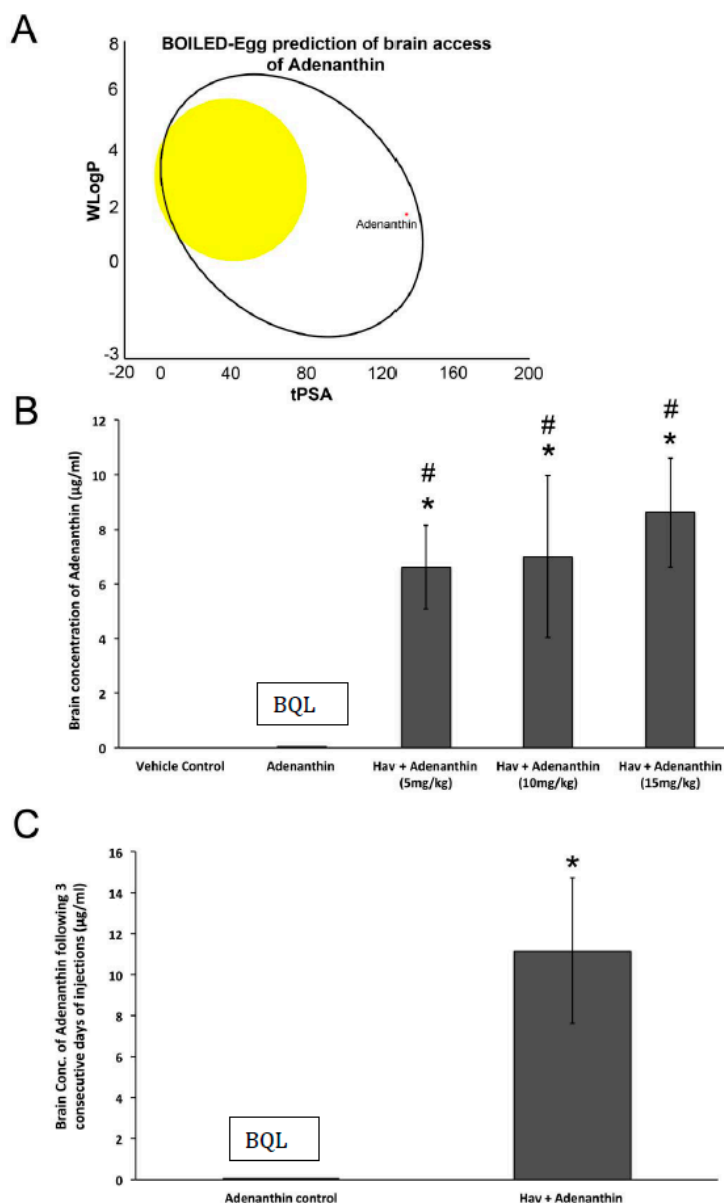 A
BOILED-Egg prediction of brain access
of Adenanthin
8
6
4
2
0
-3
WLogP
Adenanthin
-20 0 40 80 120 160 200
tPSA
B
Brain concentration of Adenanthin (µg/ml)
12
10
8
6
4
2
0
BQL
#
*
#
*
#
*
Vehicle Control
Adenanthin
Hav + Adenanthin
(5mg/kg)
Hav + Adenanthin
(10mg/kg)
Hav + Adenanthin
(15mg/kg)
C
Brain Conc. of Adenanthin following 3
consecutive days of injections (µg/ml)
16
14
12
10
8
6
4
2
0
BQL
*
Adenanthin control
Hav + Adenanthin